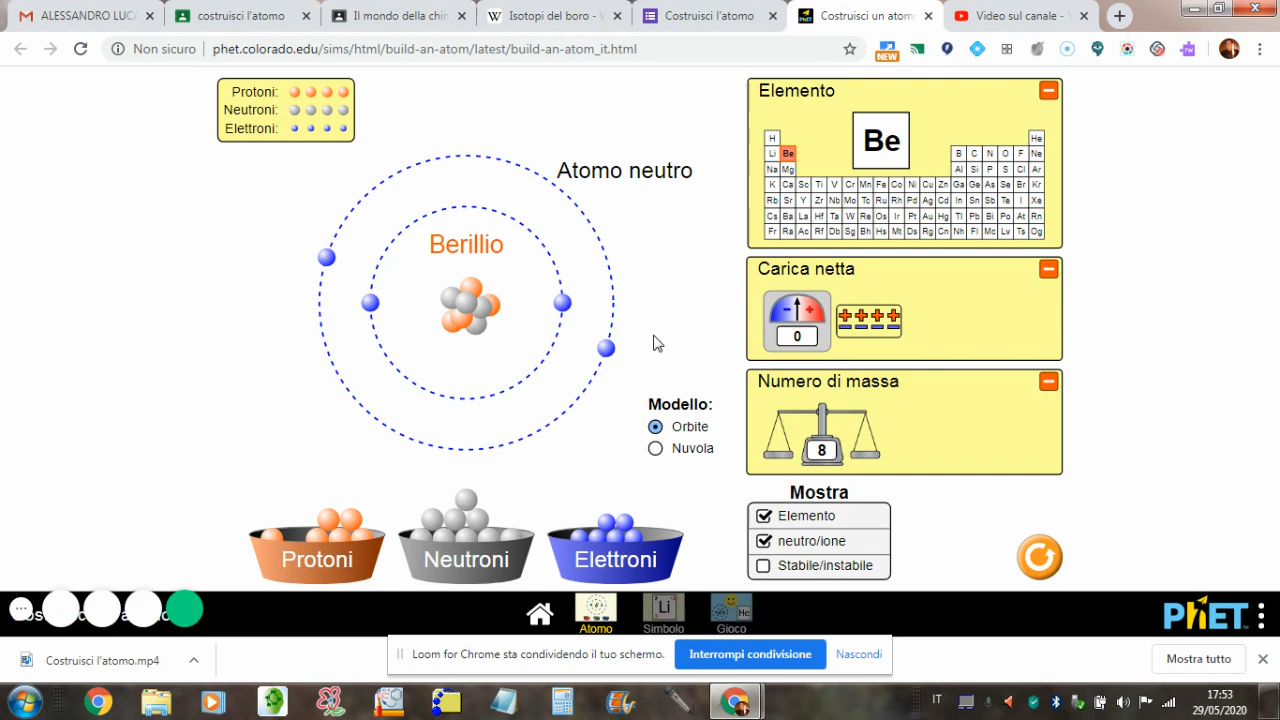 ALESSANDRO LUCA
costruisci l'atomo
Il mondo della chim
Isotopi del boro - W
Costruisci l'atomo
Costruisci un atomo
Video sul canale -
Non sicuro
phet.colorado.edu/sims/html/build-an-atom/latest/build-an-atom_it.html
NEW
Protoni:
Neutroni:
Elettroni:
Atomo neutro
Berillio
Elemento
Be
H He
Li Be B C N O F Ne
Na Mg Al Si P S Cl Ar
K Ca Sc Ti V Cr Mn Fe Co Ni Cu Zn Ga Ge As Se Br Kr
Rb Sr Y Zr Nb Mo Tc Ru Rh Pd Ag Cd In Sn Sb Te I Xe
Cs Ba La Hf Ta W Re Os Ir Pt Au Hg Tl Pb Bi Po At Rn
Fr Ra Ac Rf Db Sg Bh Hs Mt Ds Rg Cn Nh Fl Mc Lv Ts Og
Carica netta
- +
0
+ + + +
- - - -
Numero di massa
8
Modello:
Orbite
Nuvola
Mostra
Elemento
neutro/ione
Stabile/instabile
Protoni
Neutroni
Elettroni
Atomo
Li
Simbolo
He
Gioco
PhET
Loom for Chrome sta condividendo il tuo schermo.
Interrompi condivisione
Nascondi
Costruisci l'atomo.mp4
Mostra tutto
IT
17:53
29/05/2020